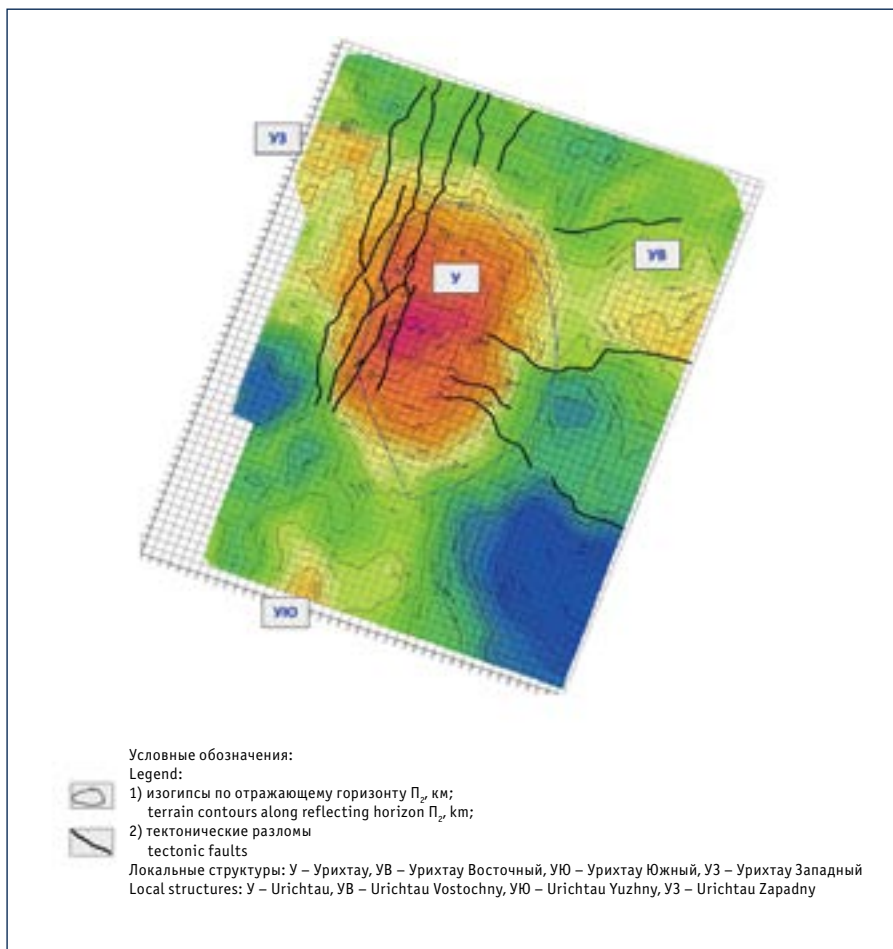 УЗ
УВ
У
УЮ
Условные обозначения:
Legend:
1) изогипсы по отражающему горизонту П₂, км;
terrain contours along reflecting horizon П₂, km;
2) тектонические разломы
tectonic faults
Локальные структуры: У – Урихтау, УВ – Урихтау Восточный, УЮ – Урихтау Южный, УЗ – Урихтау Западный
Local structures: У – Urichtau, УВ – Urichtau Vostochny, УЮ – Urichtau Yuzhny, УЗ – Urichtau Zapadny